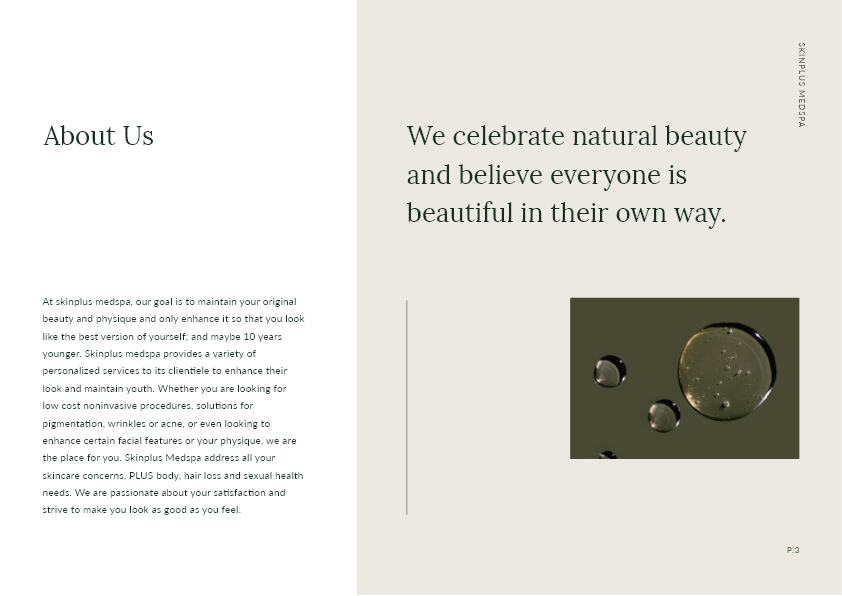 SKINPLUS MEDSPA
About Us
We celebrate natural beauty
and believe everyone is
beautiful in their own way.
At skinplus medspa, our goal is to maintain your original
beauty and physique and only enhance it so that you look
like the best version of yourself; and maybe 10 years
younger. Skinplus medspa provides a variety of
personalized services to its clientiele to enhance their
look and maintain youth. Whether you are looking for
low cost noninvasive procedures, solutions for
pigmentation, wrinkles or acne, or even looking to
enhance certain facial features or your physique, we are
the place for you. Skinplus Medspa address all your
skincare concerns, PLUS body, hair loss and sexual health
needs. We are passionate about your satisfaction and
strive to make you look as good as you feel.
P.3